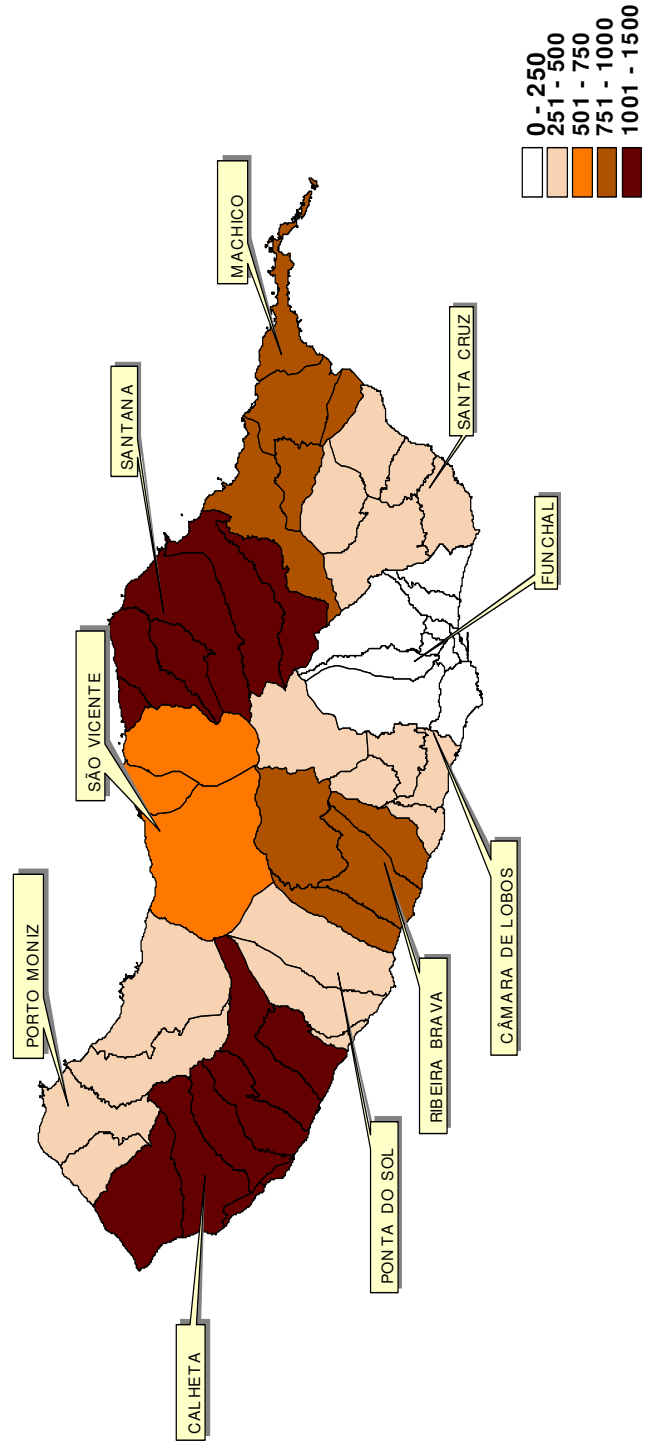 PORTO MONIZ
SÃO VICENTE
SANTANA
MACHICO
CALHETA
PONTA DO SOL
RIBEIRA BRAVA
CÂMARA DE LOBOS
FUNCHAL
SANTA CRUZ
0 - 250
251 - 500
501 - 750
751 - 1000
1001 - 1500